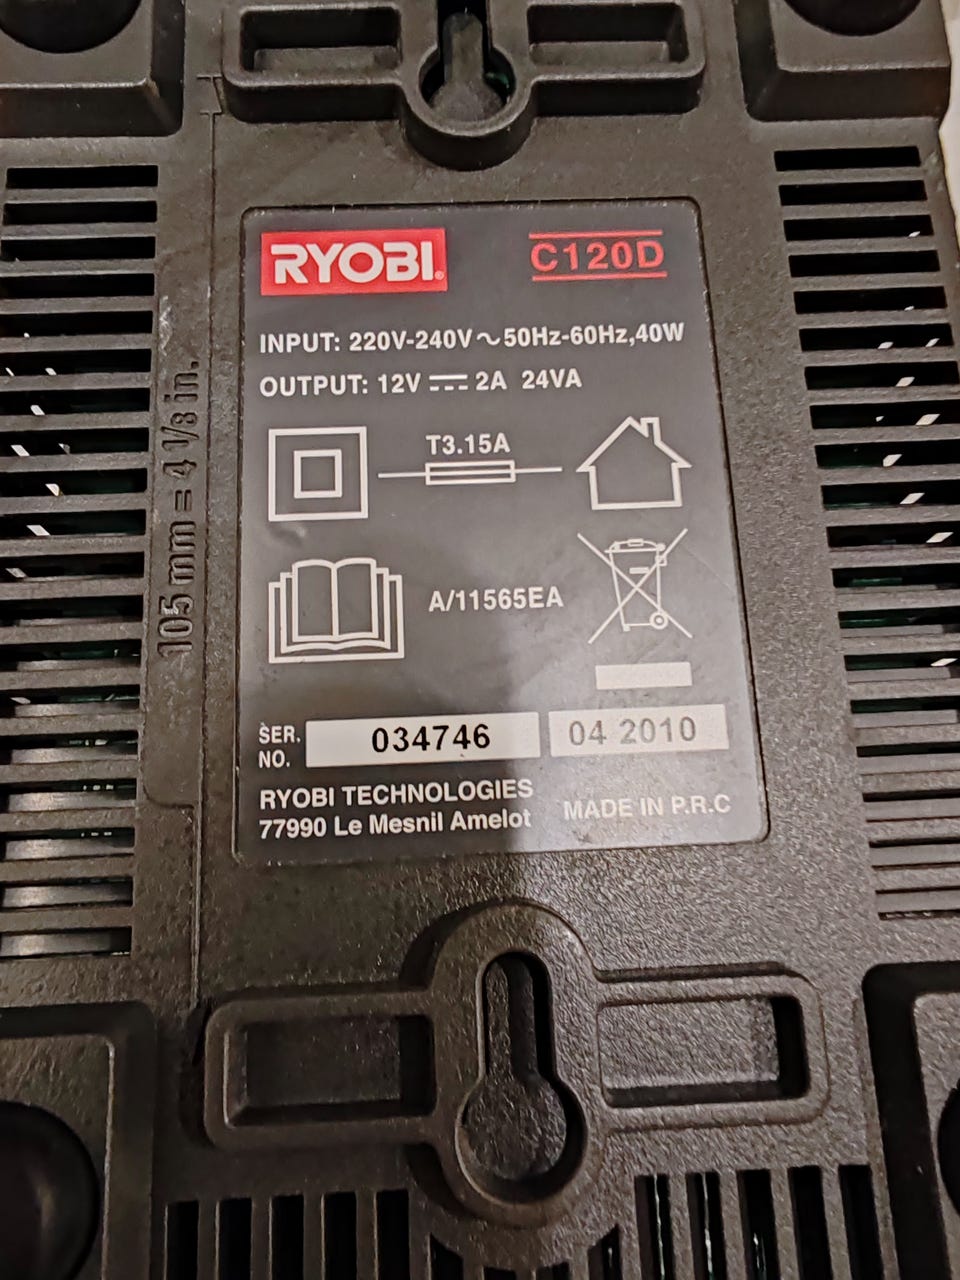 RYOBI®
C120D
INPUT: 220V-240V ~ 50Hz-60Hz,40W
OUTPUT: 12V ⎓ 2A 24VA
T3.15A
A/11565EA
SER. NO. 034746
04 2010
RYOBI TECHNOLOGIES
77990 Le Mesnil Amelot
MADE IN P.R.C
105 mm = 4 1/8 in.